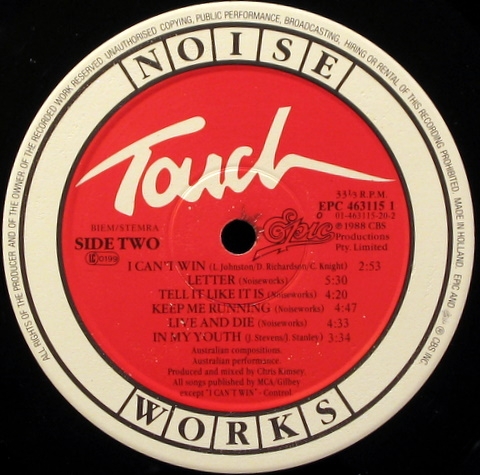 ALL RIGHTS OF THE PRODUCER AND OF THE OWNER OF THE RECORDED WORK RESERVED. UNAUTHORISED COPYING, PUBLIC PERFORMANCE, BROADCASTING, HIRING OR RENTAL OF THIS RECORDING PROHIBITED. MADE IN HOLLAND. EPIC AND ® CBS INC
NOISE
Touch
33⅓ R.P.M.
EPC 463115 1
01-463115-20-2
BIEM/STEMRA
Epic
℗1988 CBS
SIDE TWO
Productions
Pty. Limited
LC 0199
I CAN'T WIN (L. Johnston/D. Richardson/C. Knight) 2:53
LETTER (Noiseworks) 5:30
TELL IT LIKE IT IS (Noiseworks) 4:20
KEEP ME RUNNING (Noiseworks) 4:47
LIVE AND DIE (Noiseworks) 4:33
IN MY YOUTH (J. Stevens/J. Stanley) 3:34
Australian compositions.
Australian performance.
Produced and mixed by Chris Kimsey.
All songs published by MCA/Gilbey
except "I CAN'T WIN" - Control
WORKS